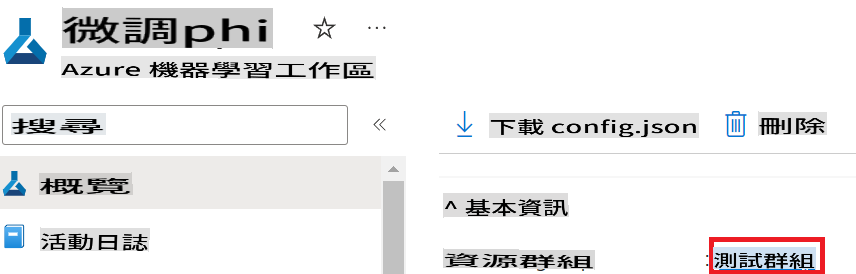 微調phi
Azure 機器學習工作區
搜尋
概覽
活動日誌
下載 config.json
刪除
^ 基本資訊
資源群組
:測試群組